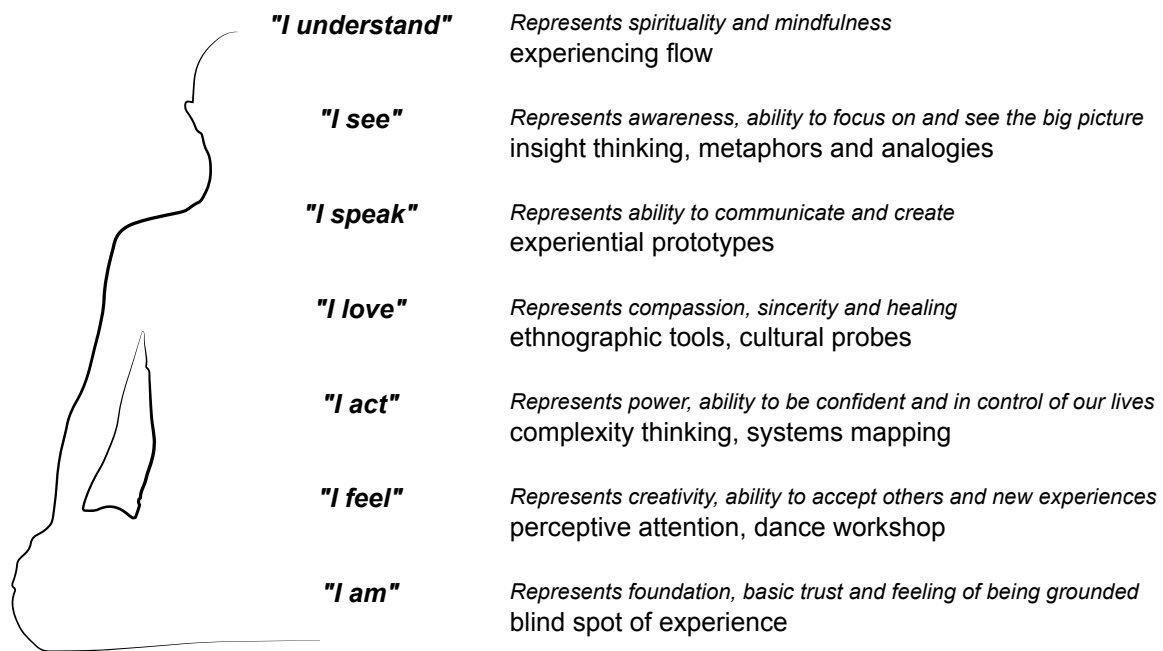 "I understand"
Represents spirituality and mindfulness
experiencing flow
"I see"
Represents awareness, ability to focus on and see the big picture
insight thinking, metaphors and analogies
"I speak"
Represents ability to communicate and create
experiential prototypes
"I love"
Represents compassion, sincerity and healing
ethnographic tools, cultural probes
"I act"
Represents power, ability to be confident and in control of our lives
complexity thinking, systems mapping
"I feel"
Represents creativity, ability to accept others and new experiences
perceptive attention, dance workshop
"I am"
Represents foundation, basic trust and feeling of being grounded
blind spot of experience